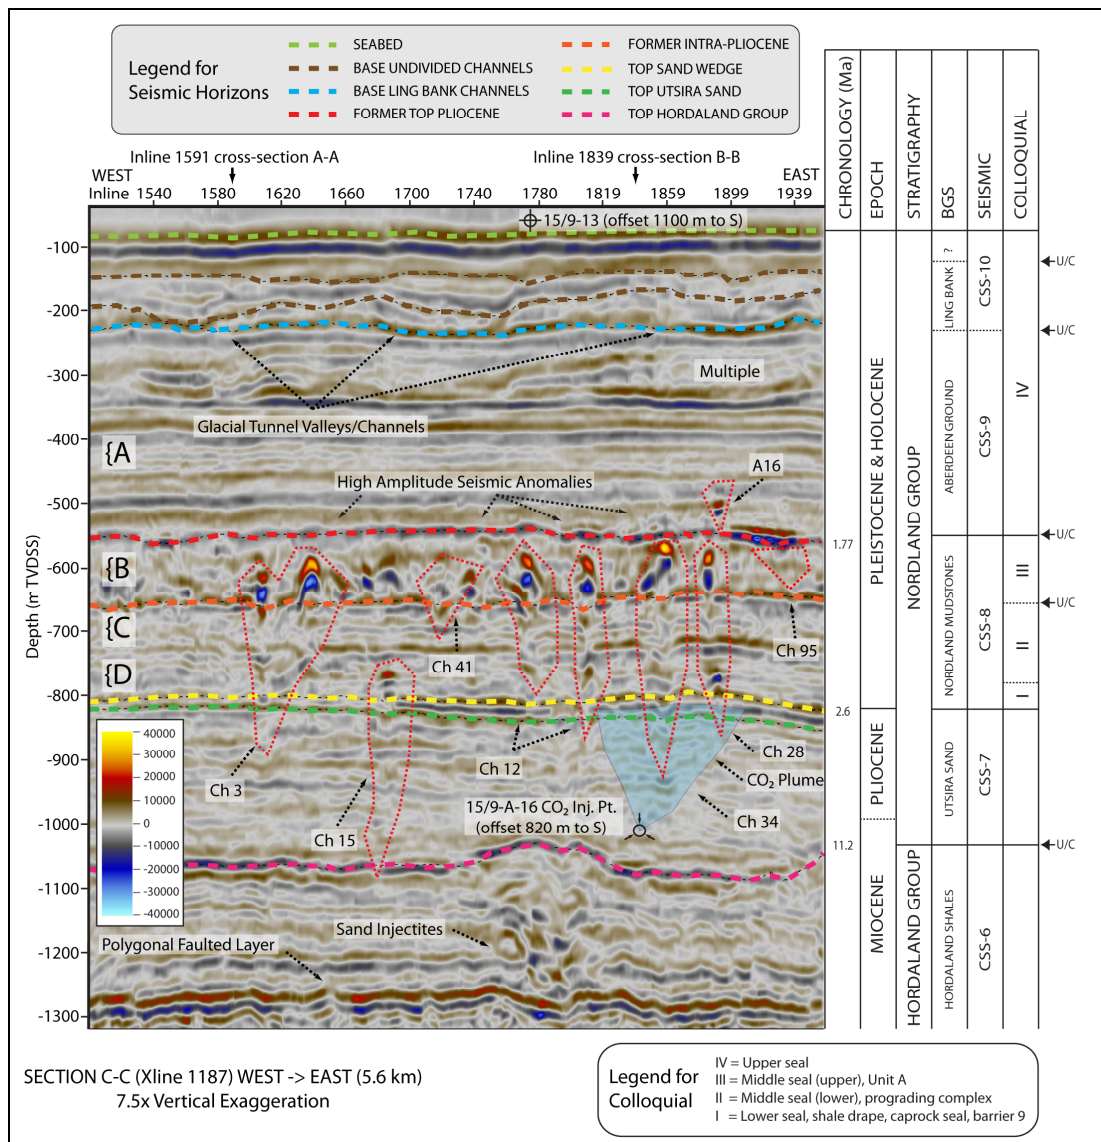 Legend for
Seismic Horizons
SEABED
BASE UNDIVIDED CHANNELS
BASE LING BANK CHANNELS
FORMER TOP PLIOCENE
FORMER INTRA-PLIOCENE
TOP SAND WEDGE
TOP UTSIRA SAND
TOP HORDALAND GROUP
Inline 1591 cross-section A-A
Inline 1839 cross-section B-B
WEST
EAST
Inline 1540 1580 1620 1660 1700 1740 1780 1819 1859 1899 1939
15/9-13 (offset 1100 m to S)
Depth (m TVDSS)
-100
-200
-300
-400
-500
-600
-700
-800
-900
-1000
-1100
-1200
-1300
Multiple
Glacial Tunnel Valleys/Channels
{A
High Amplitude Seismic Anomalies
A16
{B
{C
{D
Ch 41
Ch 95
Ch 3
Ch 15
Ch 12
Ch 28
CO₂ Plume
Ch 34
15/9-A-16 CO₂ Inj. Pt.
(offset 820 m to S)
40000
30000
20000
10000
0
-10000
-20000
-30000
-40000
Sand Injectites
Polygonal Faulted Layer
CHRONOLOGY (Ma)
EPOCH
STRATIGRAPHY
BGS
SEISMIC
COLLOQUIAL
1.77
2.6
11.2
PLEISTOCENE & HOLOCENE
PLIOCENE
MIOCENE
NORDLAND GROUP
HORDALAND GROUP
?
LING BANK
ABERDEEN GROUND
NORDLAND MUDSTONES
UTSIRA SAND
HORDALAND SHALES
CSS-10
CSS-9
CSS-8
CSS-7
CSS-6
IV
III
II
I
U/C
U/C
U/C
U/C
U/C
SECTION C-C (Xline 1187) WEST -> EAST (5.6 km)
7.5x Vertical Exaggeration
Legend for
Colloquial
IV = Upper seal
III = Middle seal (upper), Unit A
II = Middle seal (lower), prograding complex
I = Lower seal, shale drape, caprock seal, barrier 9